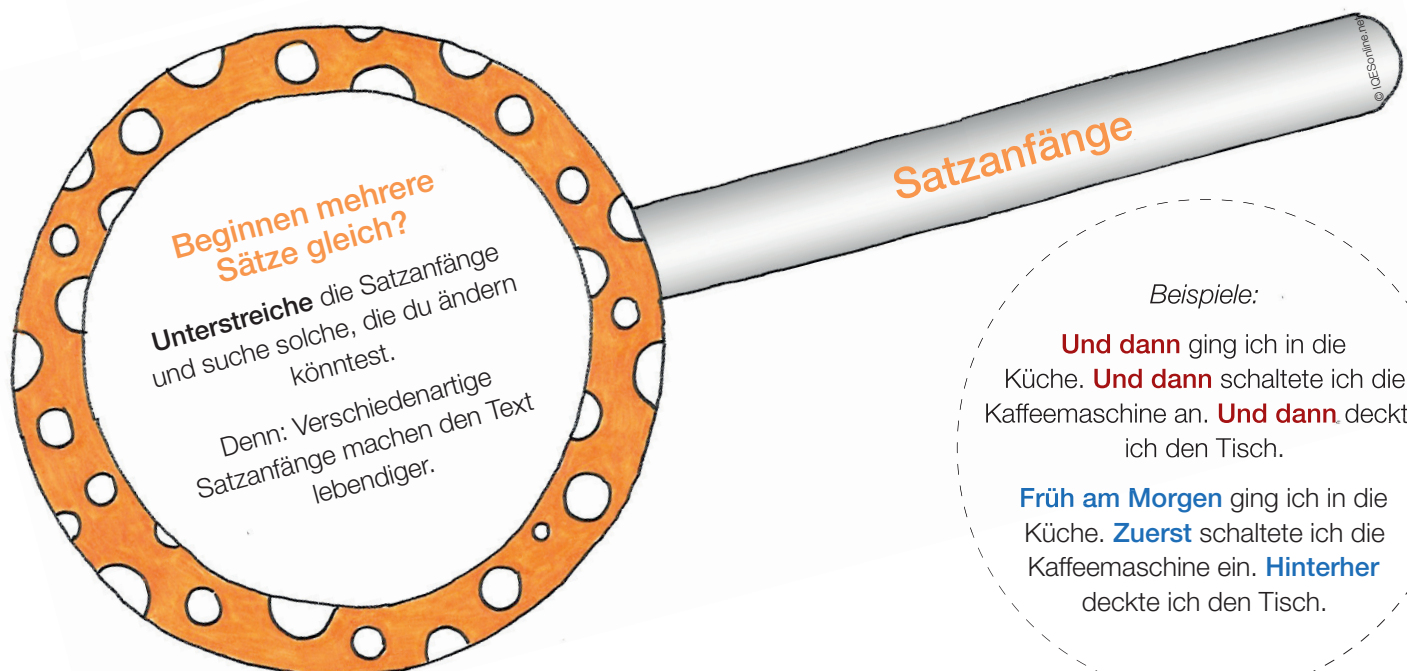 Beginnen mehrere
Sätze gleich?
Unterstreiche die Satzanfänge
und suche solche, die du ändern
könntest.
Denn: Verschiedenartige
Satzanfänge machen den Text
lebendiger.
Satzanfänge
© IQESonline.net
Beispiele:
Und dann ging ich in die
Küche. Und dann schaltete ich die
Kaffeemaschine an. Und dann deckt
ich den Tisch.
Früh am Morgen ging ich in die
Küche. Zuerst schaltete ich die
Kaffeemaschine ein. Hinterher
deckte ich den Tisch.